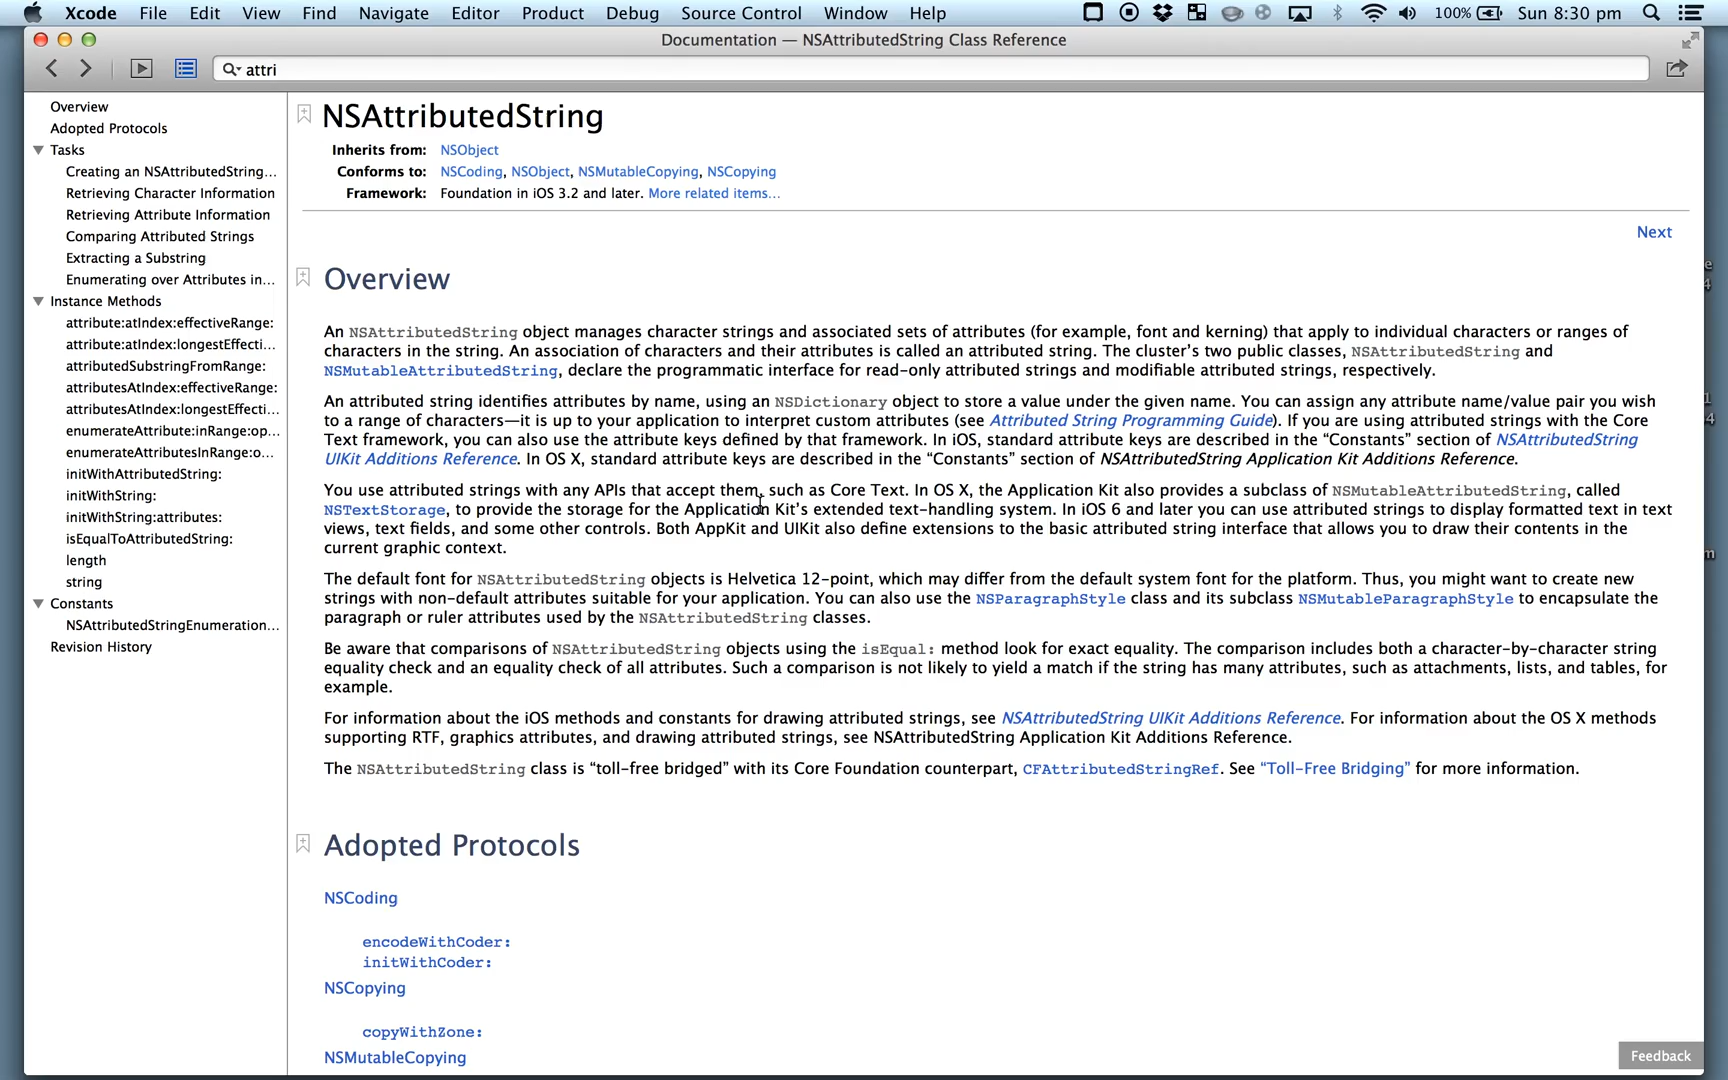 Xcode File Edit View Find Navigate Editor Product Debug Source Control Window Help 100% Sun 8:30 pm
Documentation — NSAttributedString Class Reference
attri
Overview
Adopted Protocols
Tasks
Creating an NSAttributedString...
Retrieving Character Information
Retrieving Attribute Information
Comparing Attributed Strings
Extracting a Substring
Enumerating over Attributes in...
Instance Methods
attribute:atIndex:effectiveRange:
attribute:atIndex:longestEffecti...
attributedSubstringFromRange:
attributesAtIndex:effectiveRange:
attributesAtIndex:longestEffecti...
enumerateAttribute:inRange:op...
enumerateAttributesInRange:o...
initWithAttributedString:
initWithString:
initWithString:attributes:
isEqualToAttributedString:
length
string
Constants
NSAttributedStringEnumeration...
Revision History
NSAttributedString
Inherits from: NSObject
Conforms to: NSCoding, NSObject, NSMutableCopying, NSCopying
Framework: Foundation in iOS 3.2 and later. More related items...
Next
Overview
An NSAttributedString object manages character strings and associated sets of attributes (for example, font and kerning) that apply to individual characters or ranges of
characters in the string. An association of characters and their attributes is called an attributed string. The cluster’s two public classes, NSAttributedString and
NSMutableAttributedString, declare the programmatic interface for read-only attributed strings and modifiable attributed strings, respectively.
An attributed string identifies attributes by name, using an NSDictionary object to store a value under the given name. You can assign any attribute name/value pair you wish
to a range of characters—it is up to your application to interpret custom attributes (see Attributed String Programming Guide). If you are using attributed strings with the Core
Text framework, you can also use the attribute keys defined by that framework. In iOS, standard attribute keys are described in the “Constants” section of NSAttributedString
UIKit Additions Reference. In OS X, standard attribute keys are described in the “Constants” section of NSAttributedString Application Kit Additions Reference.
You use attributed strings with any APIs that accept them, such as Core Text. In OS X, the Application Kit also provides a subclass of NSMutableAttributedString, called
NSTextStorage, to provide the storage for the Application Kit’s extended text-handling system. In iOS 6 and later you can use attributed strings to display formatted text in text
views, text fields, and some other controls. Both AppKit and UIKit also define extensions to the basic attributed string interface that allows you to draw their contents in the
current graphic context.
The default font for NSAttributedString objects is Helvetica 12-point, which may differ from the default system font for the platform. Thus, you might want to create new
strings with non-default attributes suitable for your application. You can also use the NSParagraphStyle class and its subclass NSMutableParagraphStyle to encapsulate the
paragraph or ruler attributes used by the NSAttributedString classes.
Be aware that comparisons of NSAttributedString objects using the isEqual: method look for exact equality. The comparison includes both a character-by-character string
equality check and an equality check of all attributes. Such a comparison is not likely to yield a match if the string has many attributes, such as attachments, lists, and tables, for
example.
For information about the iOS methods and constants for drawing attributed strings, see NSAttributedString UIKit Additions Reference. For information about the OS X methods
supporting RTF, graphics attributes, and drawing attributed strings, see NSAttributedString Application Kit Additions Reference.
The NSAttributedString class is “toll-free bridged” with its Core Foundation counterpart, CFAttributedStringRef. See “Toll-Free Bridging” for more information.
Adopted Protocols
NSCoding
encodeWithCoder:
initWithCoder:
NSCopying
copyWithZone:
NSMutableCopying
Feedback